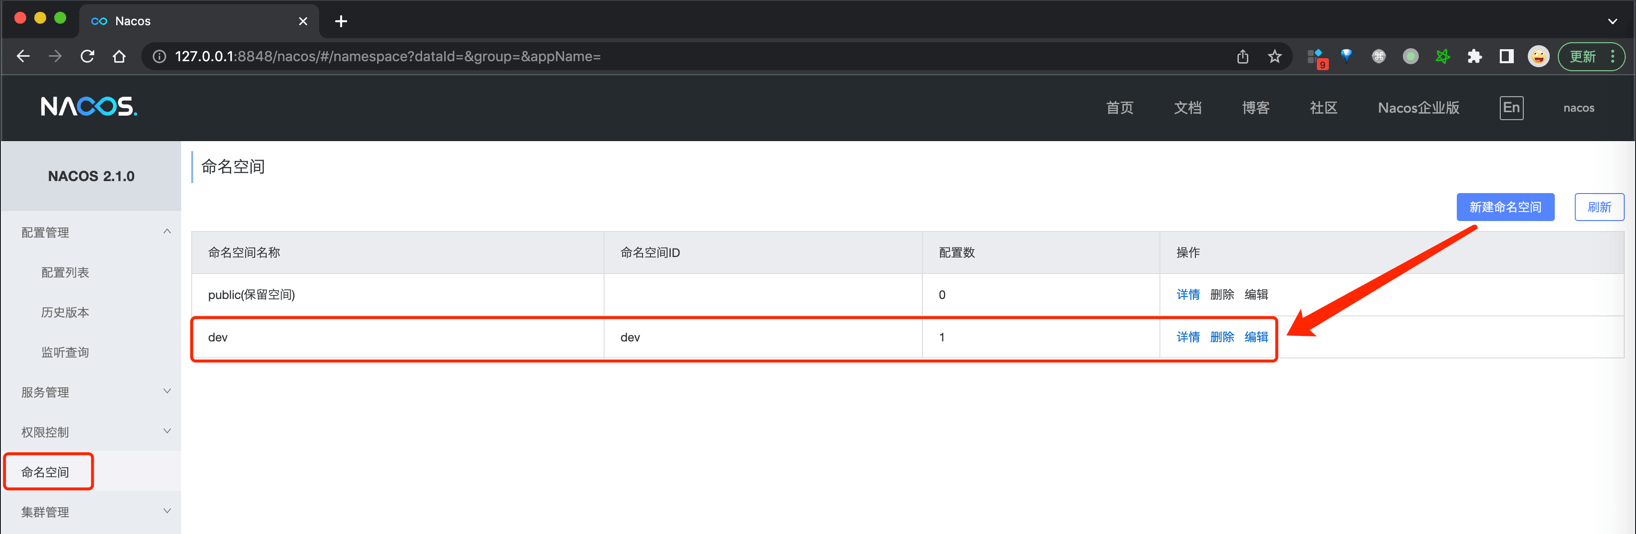 Nacos
127.0.0.1:8848/nacos/#/namespace?dataId=&group=&appName=
9
更新
NACOS.
首页
文档
博客
社区
Nacos企业版
En
nacos
NACOS 2.1.0
配置管理
配置列表
历史版本
监听查询
服务管理
权限控制
命名空间
集群管理
命名空间
新建命名空间
刷新
命名空间名称 命名空间ID 配置数 操作
public(保留空间) 0 详情 删除 编辑
dev dev 1 详情 删除 编辑